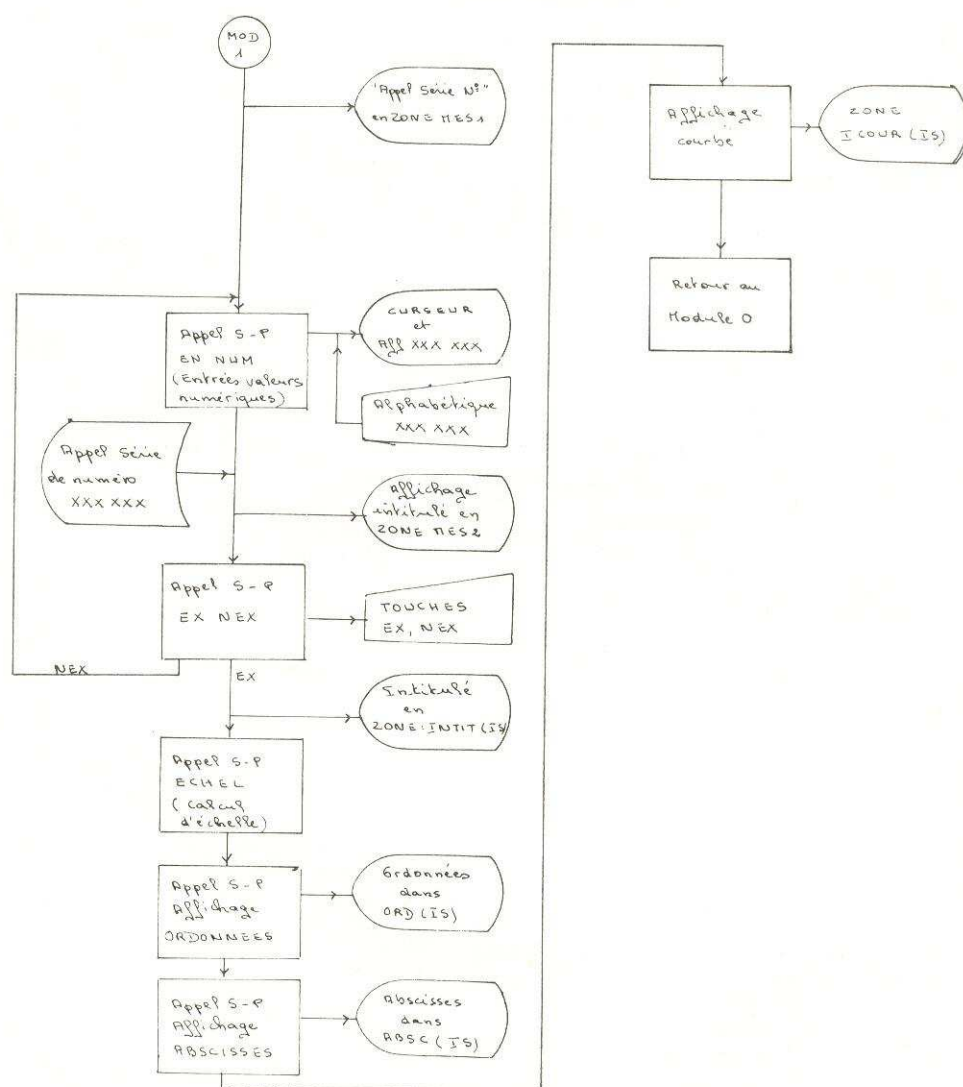 MOD
1
"Appel Série N°"
en ZONE MES1
Appel S-P
EN NUM
(Entrées valeurs
numériques)
CURSEUR
et
Aff XXX XXX
Alphabétique
XXX XXX
Appel Série
de numéro
XXX XXX
Affichage
intitulé en
ZONE MES2
Appel S-P
EX NEX
TOUCHES
EX, NEX
NEX
EX
Intitulé
en
ZONE:INTIT(IS)
Appel S-P
ECHEL
(Calcul
d'échelle)
Appel S-P
Affichage
ORDONNEES
Ordonnées
dans
ORD(IS)
Appel S-P
Affichage
ABSCISSES
Abscisses
dans
ABSC(IS)
Affichage
courbe
ZONE
ICOUR(IS)
Retour au
Module 0